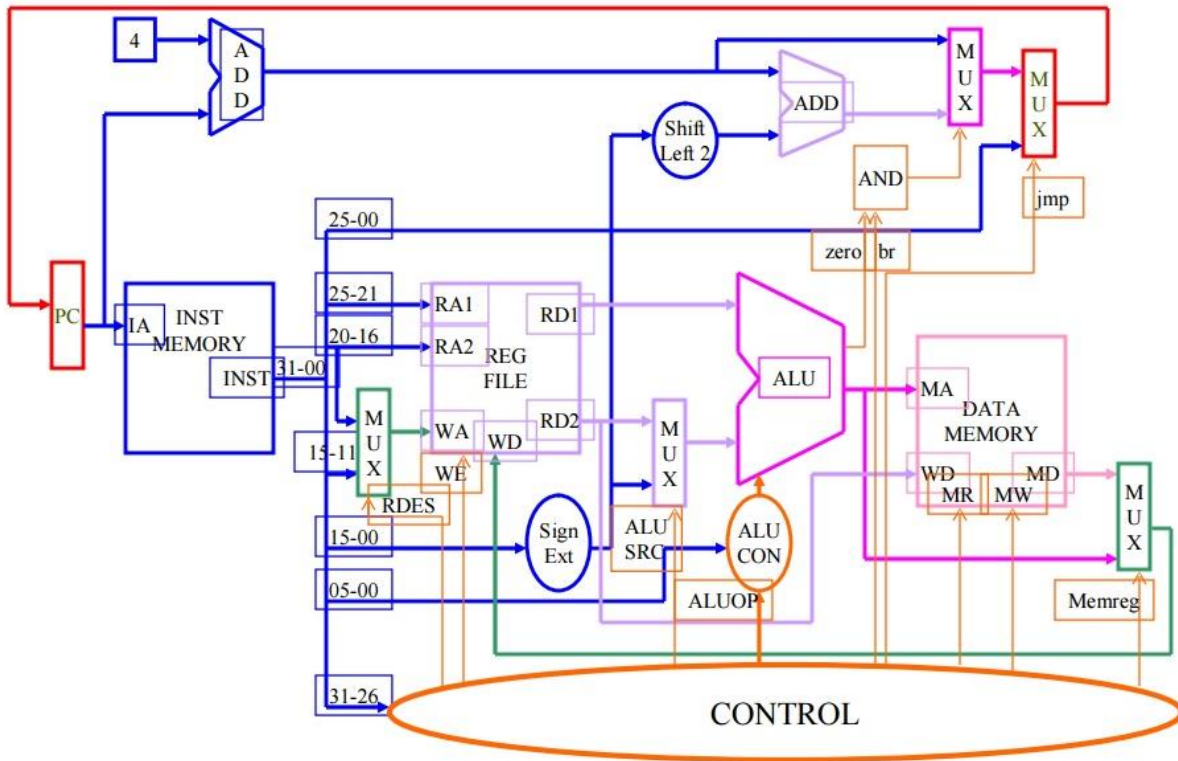 4
A
D
D
M
U
X
ADD
M
U
X
Shift
Left 2
AND
jmp
25-00
zero
br
25-21
PC
IA
INST
MEMORY
INST
31-00
20-16
RA1
RA2
REG
FILE
RD1
RD2
WA
WD
WE
M
U
X
15-11
RDES
M
U
X
ALU
MA
DATA
MEMORY
WD
MD
MR
MW
M
U
X
15-00
Sign
Ext
ALU
SRC
ALU
CON
05-00
ALUOP
Memreg
31-26
CONTROL